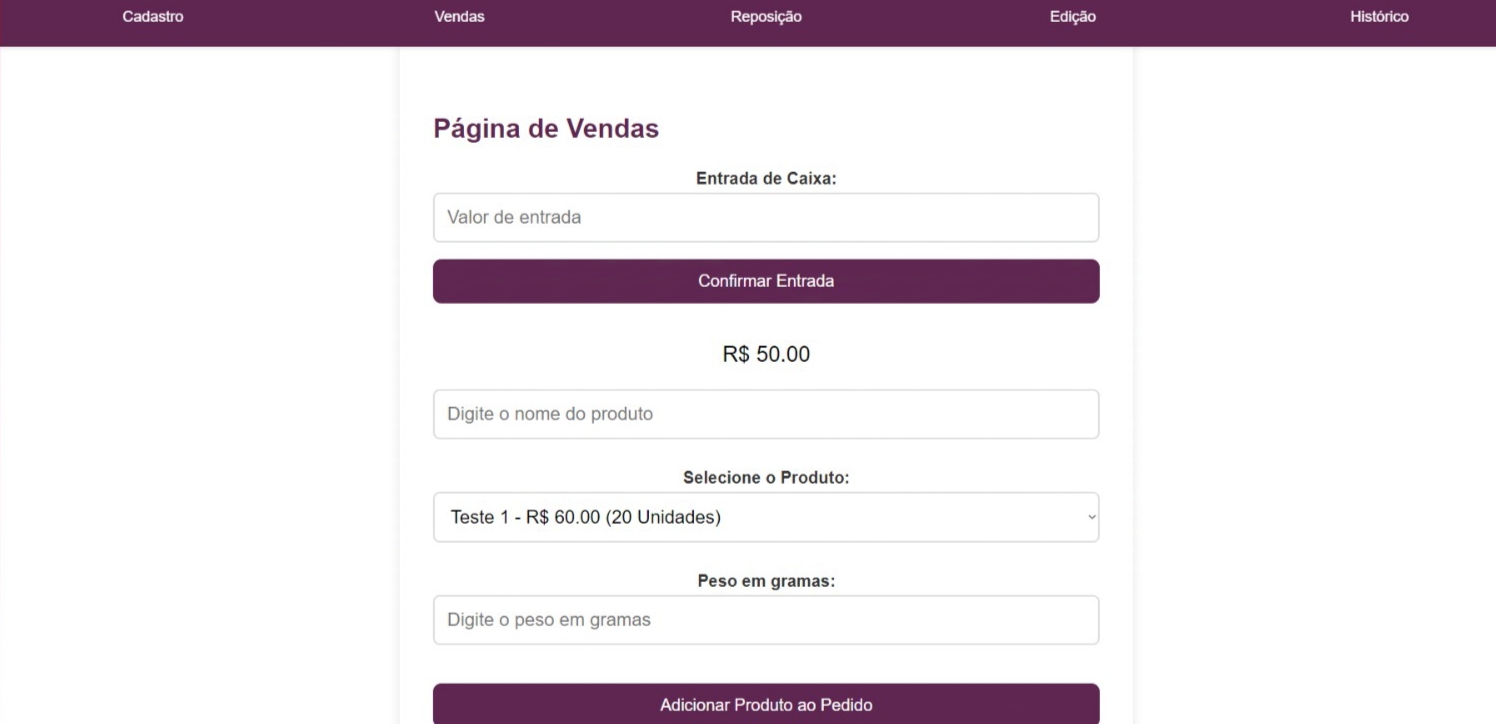 Cadastro Vendas Reposição Edição Histórico
Página de Vendas
Entrada de Caixa:
Valor de entrada
Confirmar Entrada
R$ 50.00
Digite o nome do produto
Selecione o Produto:
Teste 1 - R$ 60.00 (20 Unidades)
Peso em gramas:
Digite o peso em gramas
Adicionar Produto ao Pedido